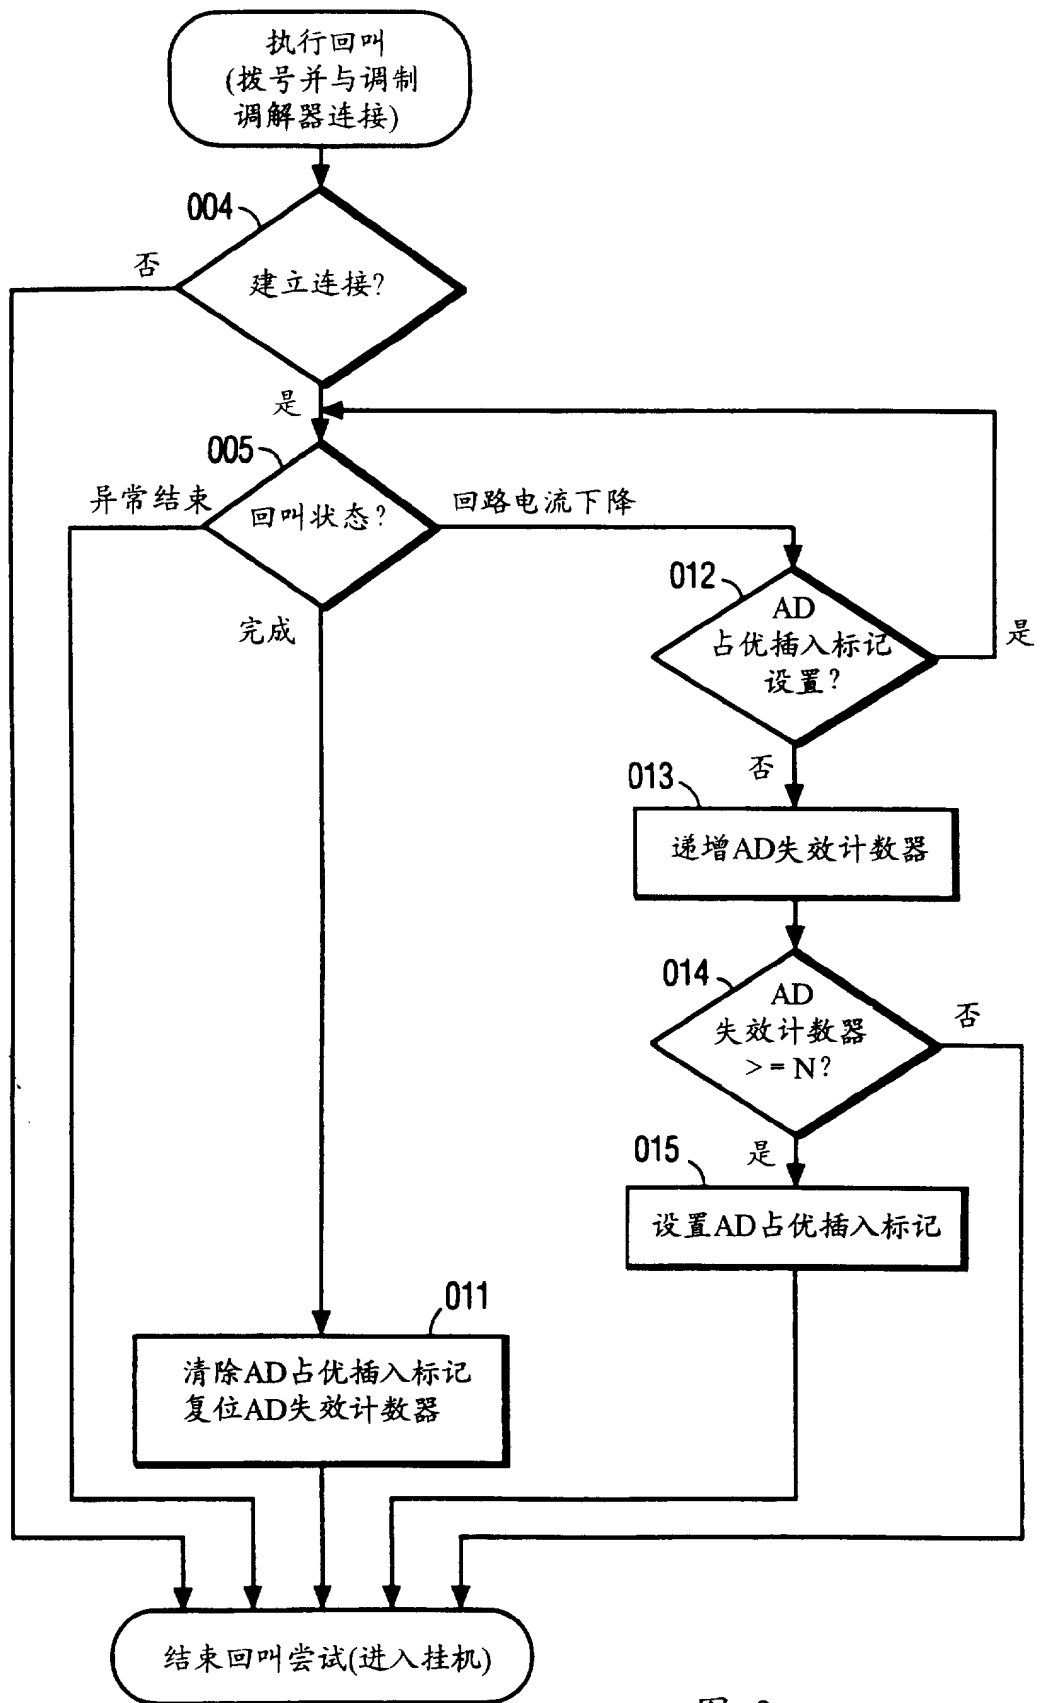 执行回叫
(拨号并与调制
调解器连接)
004
否
建立连接?
是
005
异常结束
回叫状态?
回路电流下降
完成
012
AD
占优插入标记
设置?
是
否
013
递增AD失效计数器
014
AD
失效计数器
>=N?
否
是
015
设置AD占优插入标记
011
清除AD占优插入标记
复位AD失效计数器
结束回叫尝试(进入挂机)